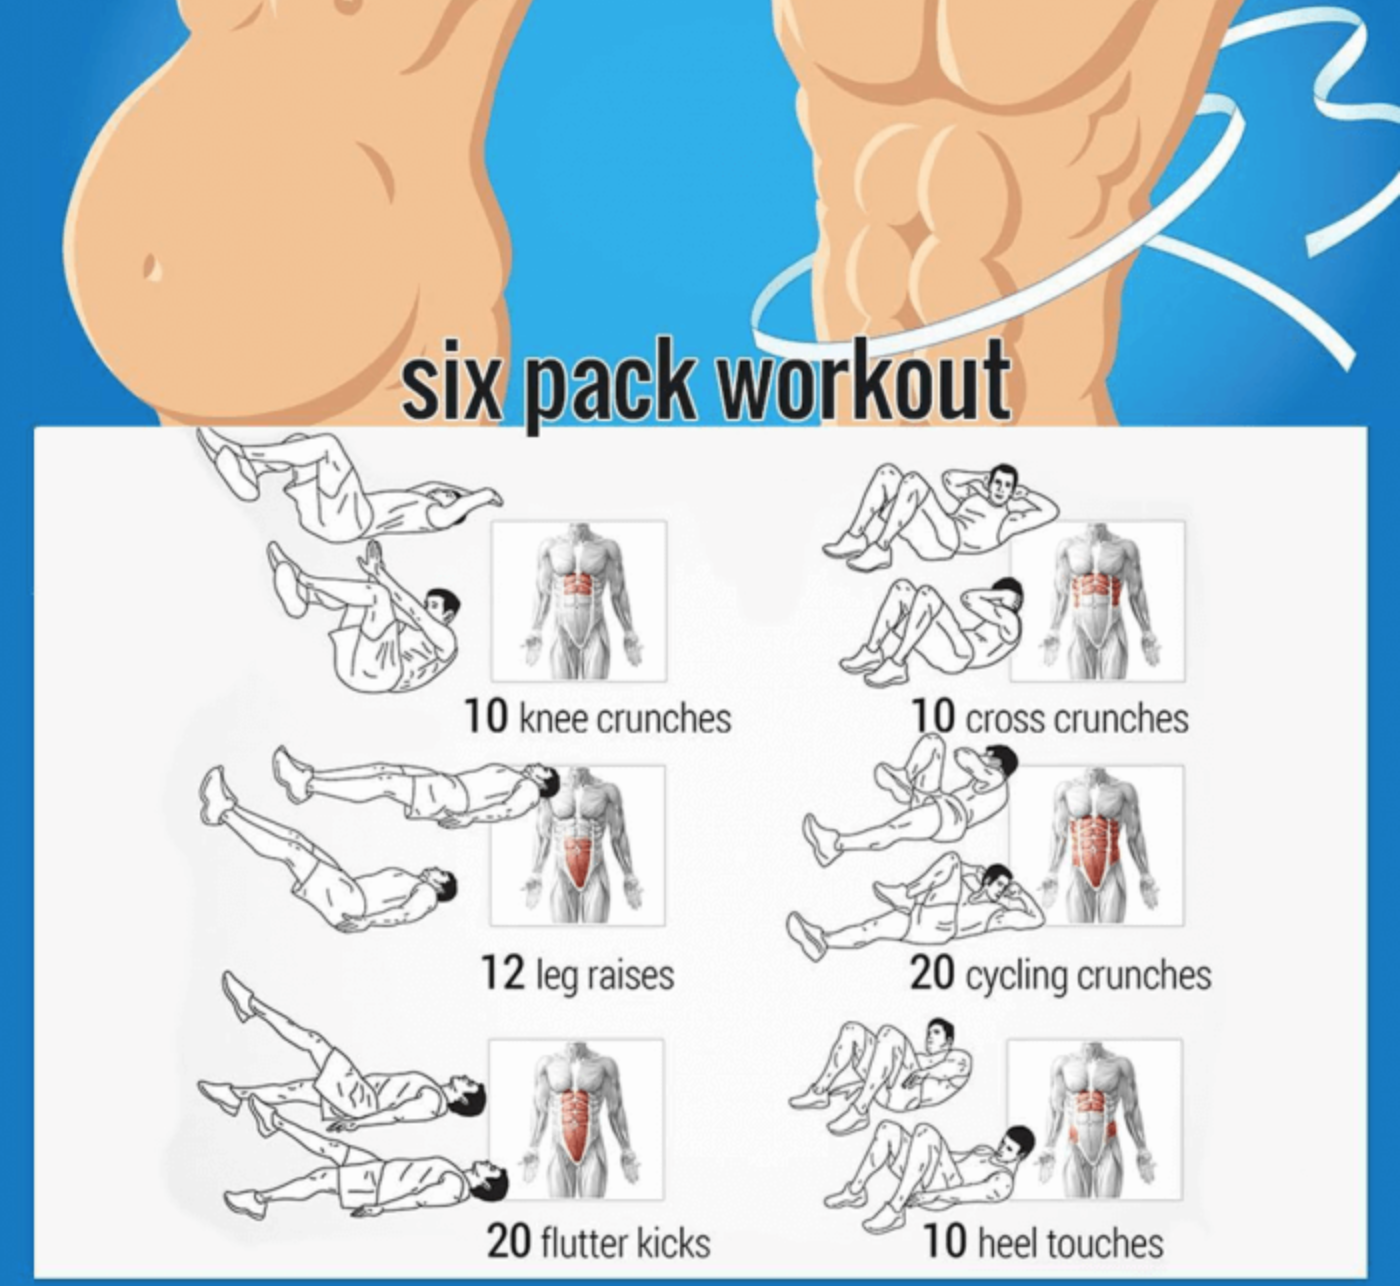 six pack workout
10 knee crunches
10 cross crunches
12 leg raises
20 cycling crunches
20 flutter kicks
10 heel touches